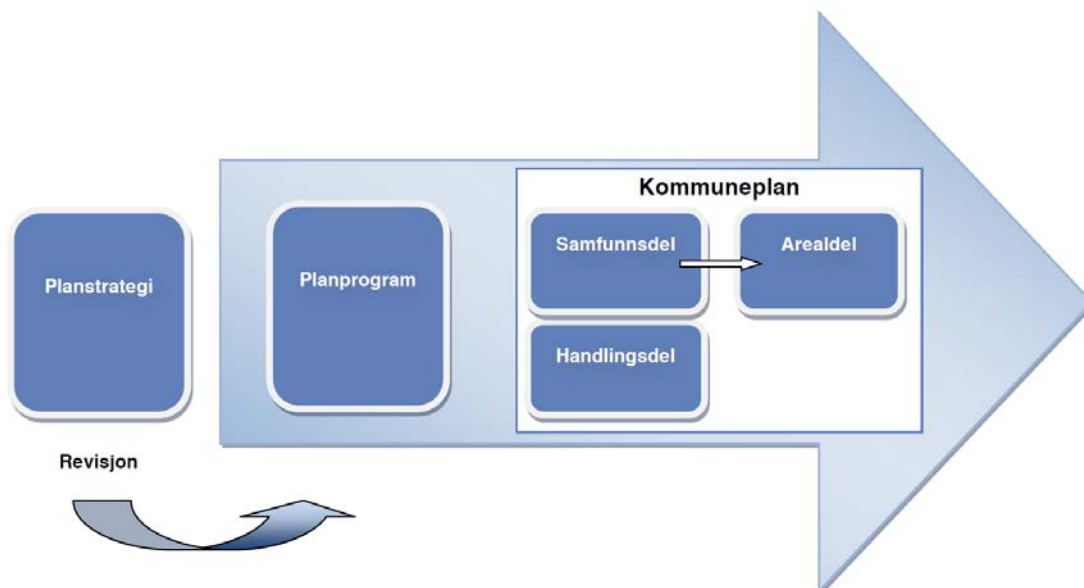 Kommuneplan
Planstrategi
Planprogram
Samfunnsdel
Arealdel
Handlingsdel
Revisjon